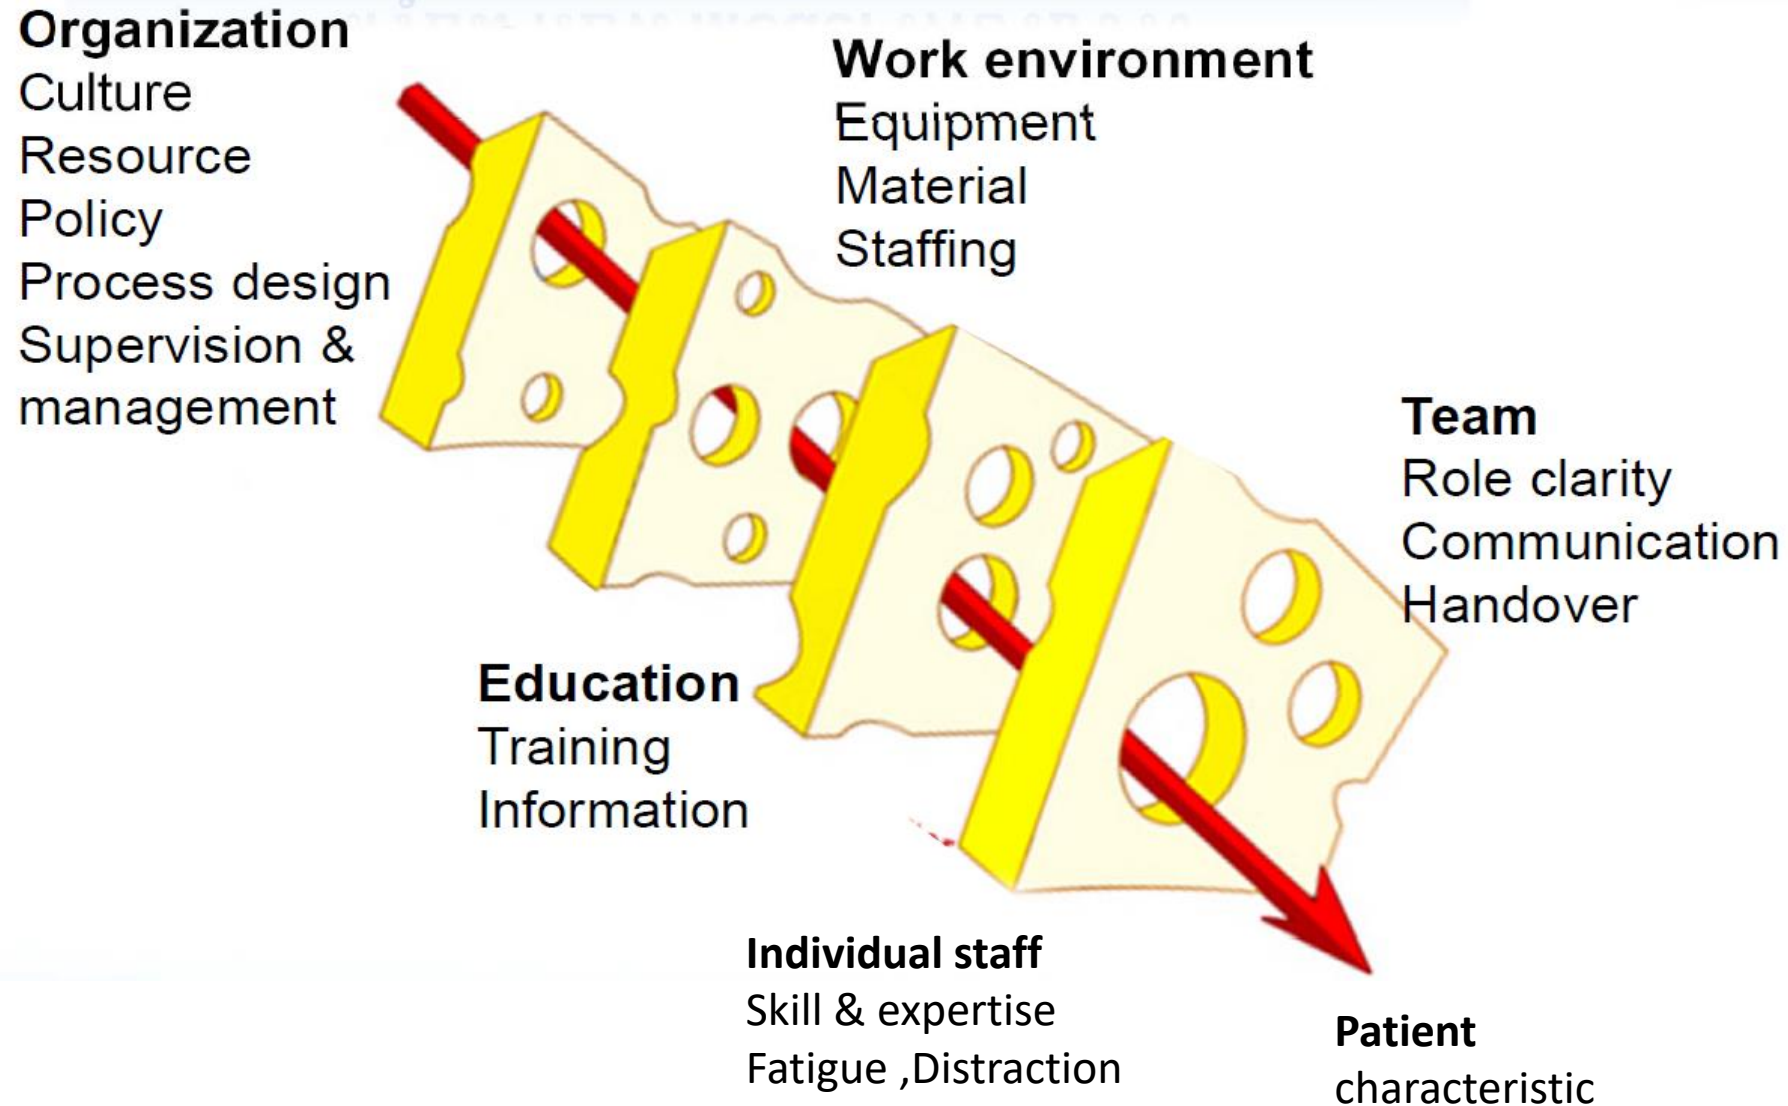 Organization
Culture
Resource
Policy
Process design
Supervision &
management
Work environment
Equipment
Material
Staffing
Team
Role clarity
Communication
Handover
Education
Training
Information
Individual staff
Skill & expertise
Fatigue ,Distraction
Patient
characteristic